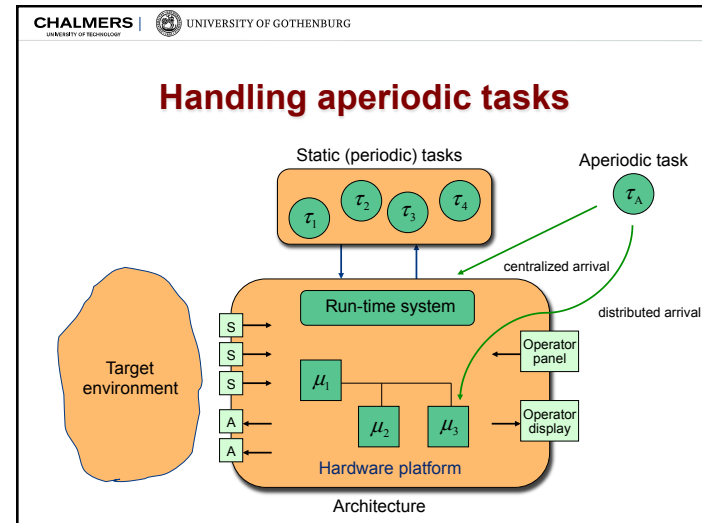 CHALMERS
UNIVERSITY OF TECHNOLOGY
UNIVERSITY OF GOTHENBURG
Handling aperiodic tasks
Static (periodic) tasks
Aperiodic task
τ₁
τ₂
τ₃
τ₄
τ_A
centralized arrival
distributed arrival
Run-time system
S
S
S
A
A
Target
environment
μ₁
μ₂
μ₃
Operator
panel
Operator
display
Hardware platform
Architecture